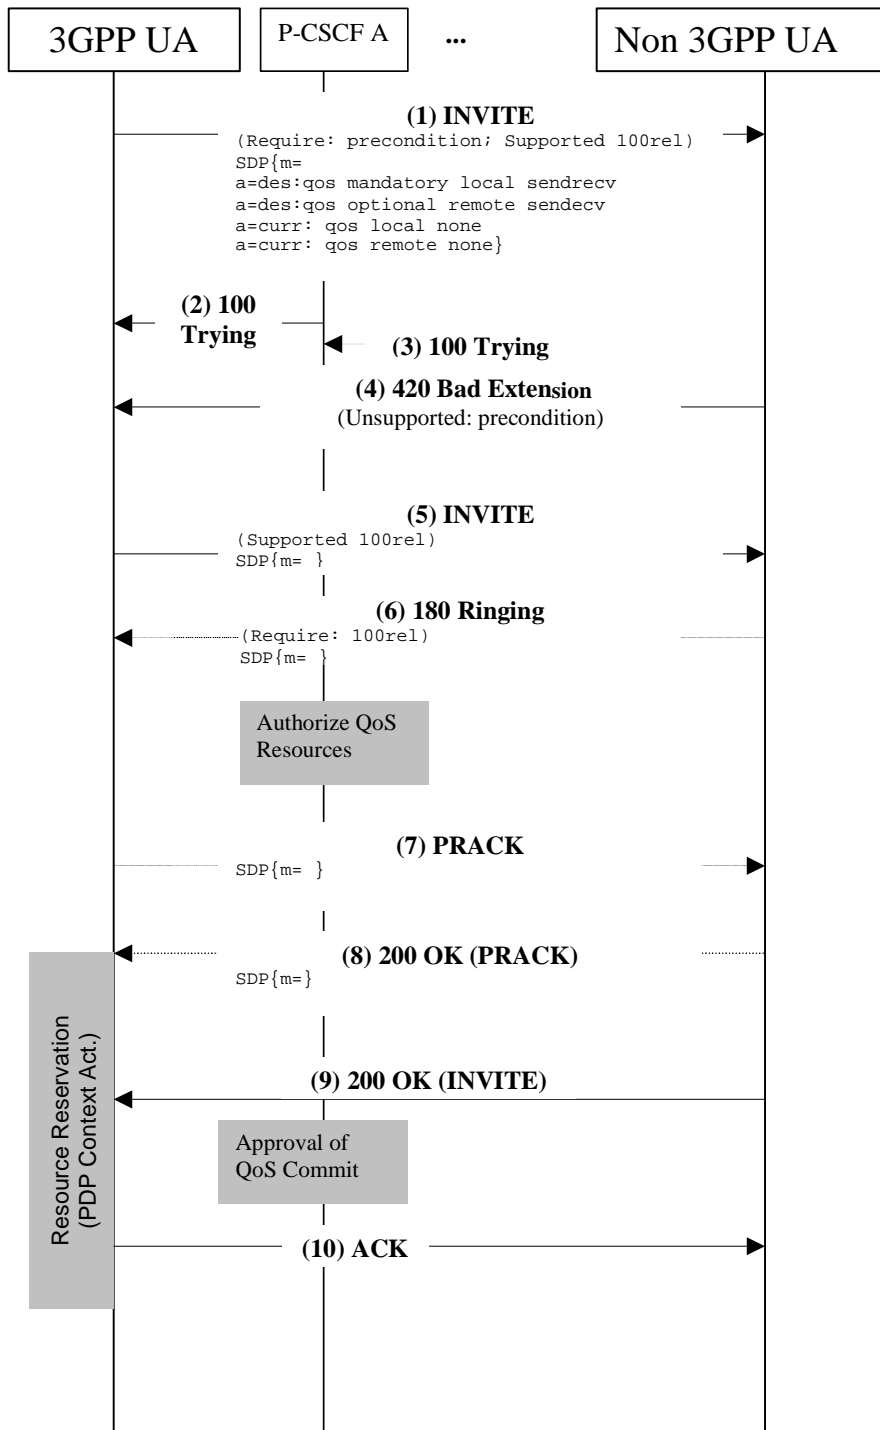 3GPP UA
P-CSCF A
...
Non 3GPP UA
(1) INVITE
(Require: precondition; Supported 100rel)
SDP{m=
a=des:qos mandatory local sendrecv
a=des:qos optional remote sendecv
a=curr: qos local none
a=curr: qos remote none}
(2) 100
Trying
(3) 100 Trying
(4) 420 Bad Extension
(Unsupported: precondition)
(5) INVITE
(Supported 100rel)
SDP{m= }
(6) 180 Ringing
(Require: 100rel)
SDP{m= }
Authorize QoS
Resources
(7) PRACK
SDP{m= }
(8) 200 OK (PRACK)
SDP{m=}
Resource Reservation
(PDP Context Act.)
(9) 200 OK (INVITE)
Approval of
QoS Commit
(10) ACK